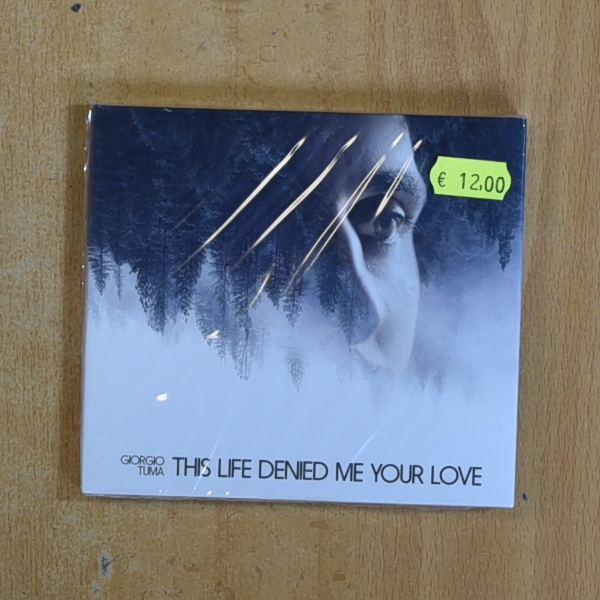 € 12,00
GIORGIO
TUMA
THIS LIFE DENIED ME YOUR LOVE